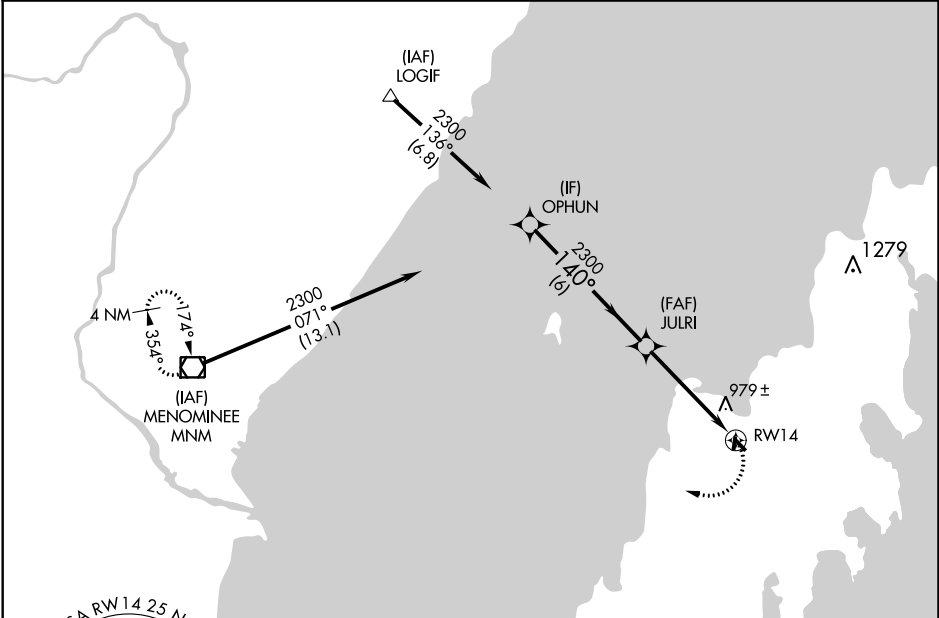 (IAF)
LOGIF
2300
136°
(6.8)
(IF)
OPHUN
2300
140°
(6)
1279
(FAF)
JULRI
2300
071°
(13.1)
4 NM
174°
354°
(IAF)
MENOMINEE
MNM
979 ±
RW14
RW14 25 N